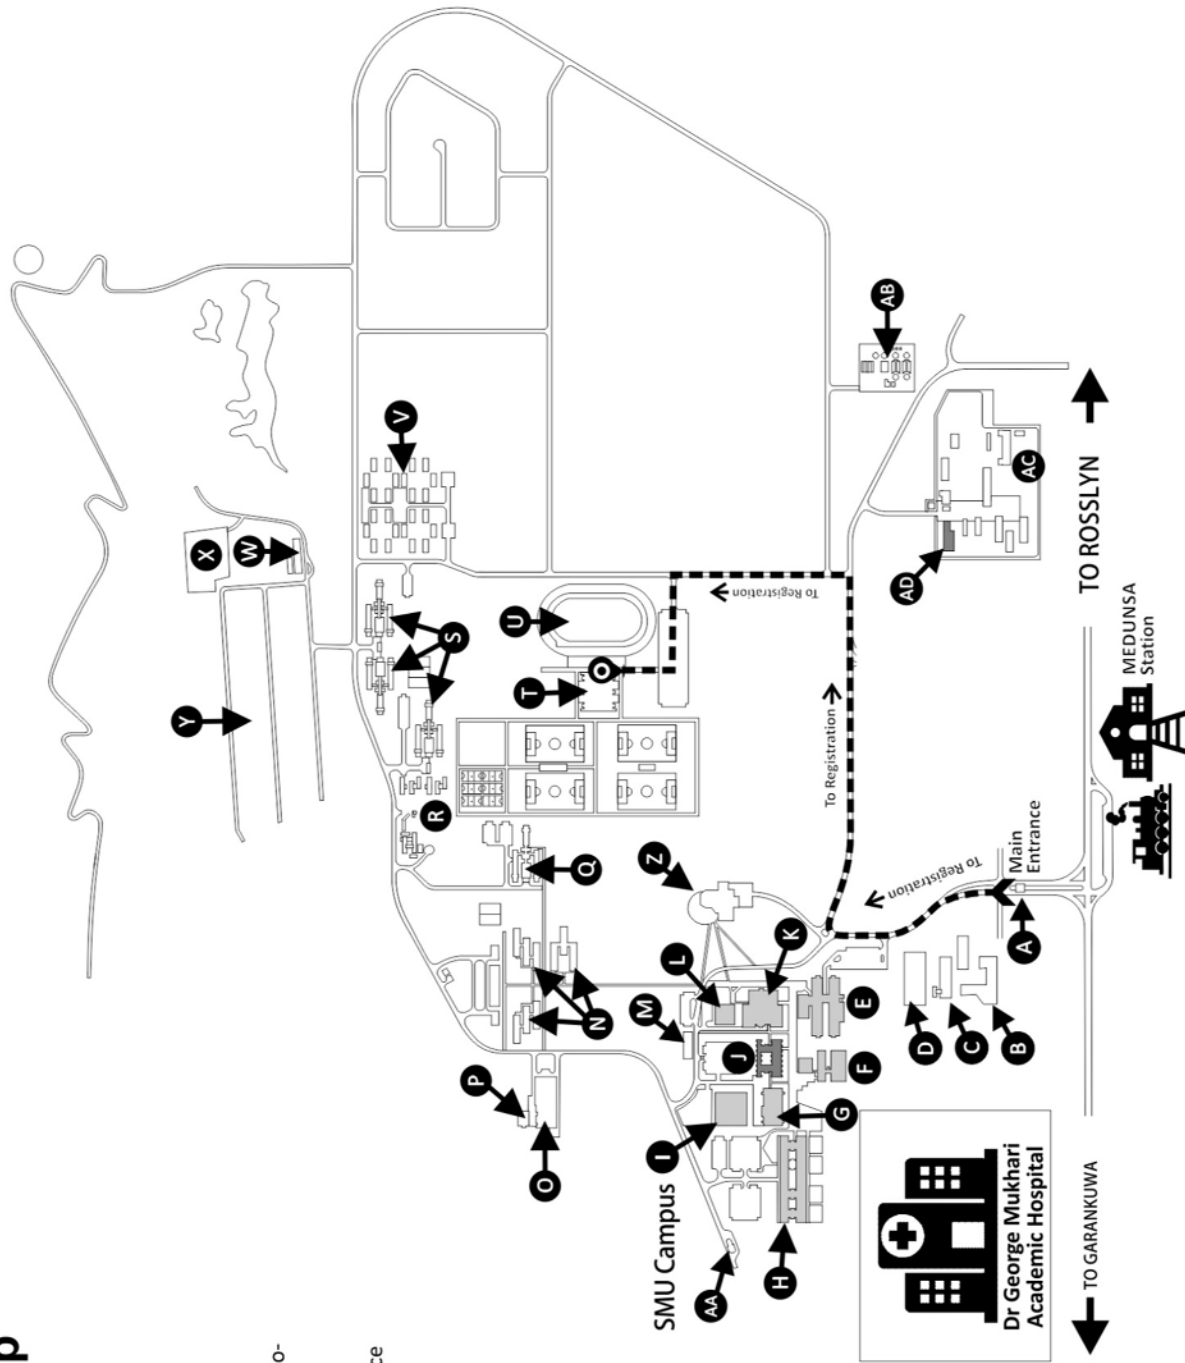 p
o-
ce
X
W
Y
V
S
U
T
R
Q
Z
AB
AC
AD
To Registration
To Registration
To Registration
TO ROSSLYN
MEDUNSA
Station
Main
Entrance
A
K
L
M
N
E
D
C
B
J
F
P
O
I
G
SMU Campus
AA
H
Dr George Mukhari
Academic Hospital
TO GARANKUWA